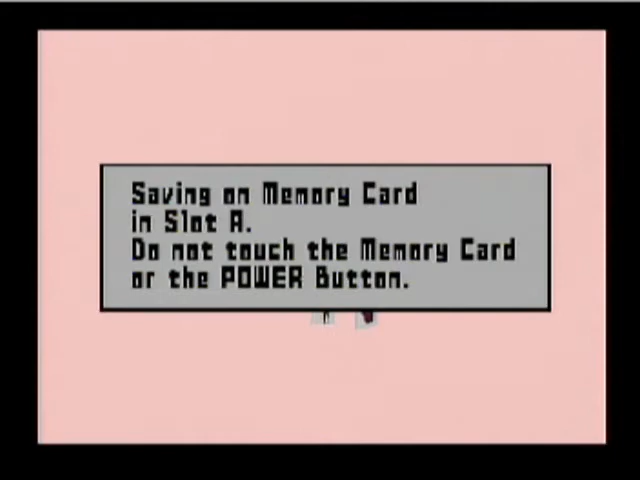 Saving on Memory Card
in Slot A.
Do not touch the Memory Card
or the POWER Button.